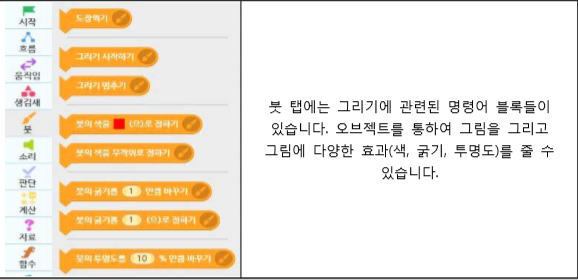 시작
흐름
움직임
생김새
붓
소리
판단
계산
자료
함수
도장찍기
그리기 시작하기
그리기 멈추기
붓의 색을 (으)로 정하기
붓의 색을 무작위로 정하기
붓의 굵기를 1 만큼 바꾸기
붓의 굵기를 1 (으)로 정하기
붓의 투명도를 10 % 만큼 바꾸기
붓 탭에는 그리기에 관련된 명령어 블록들이
있습니다. 오브젝트를 통하여 그림을 그리고
그림에 다양한 효과(색, 굵기, 투명도)를 줄 수
있습니다.